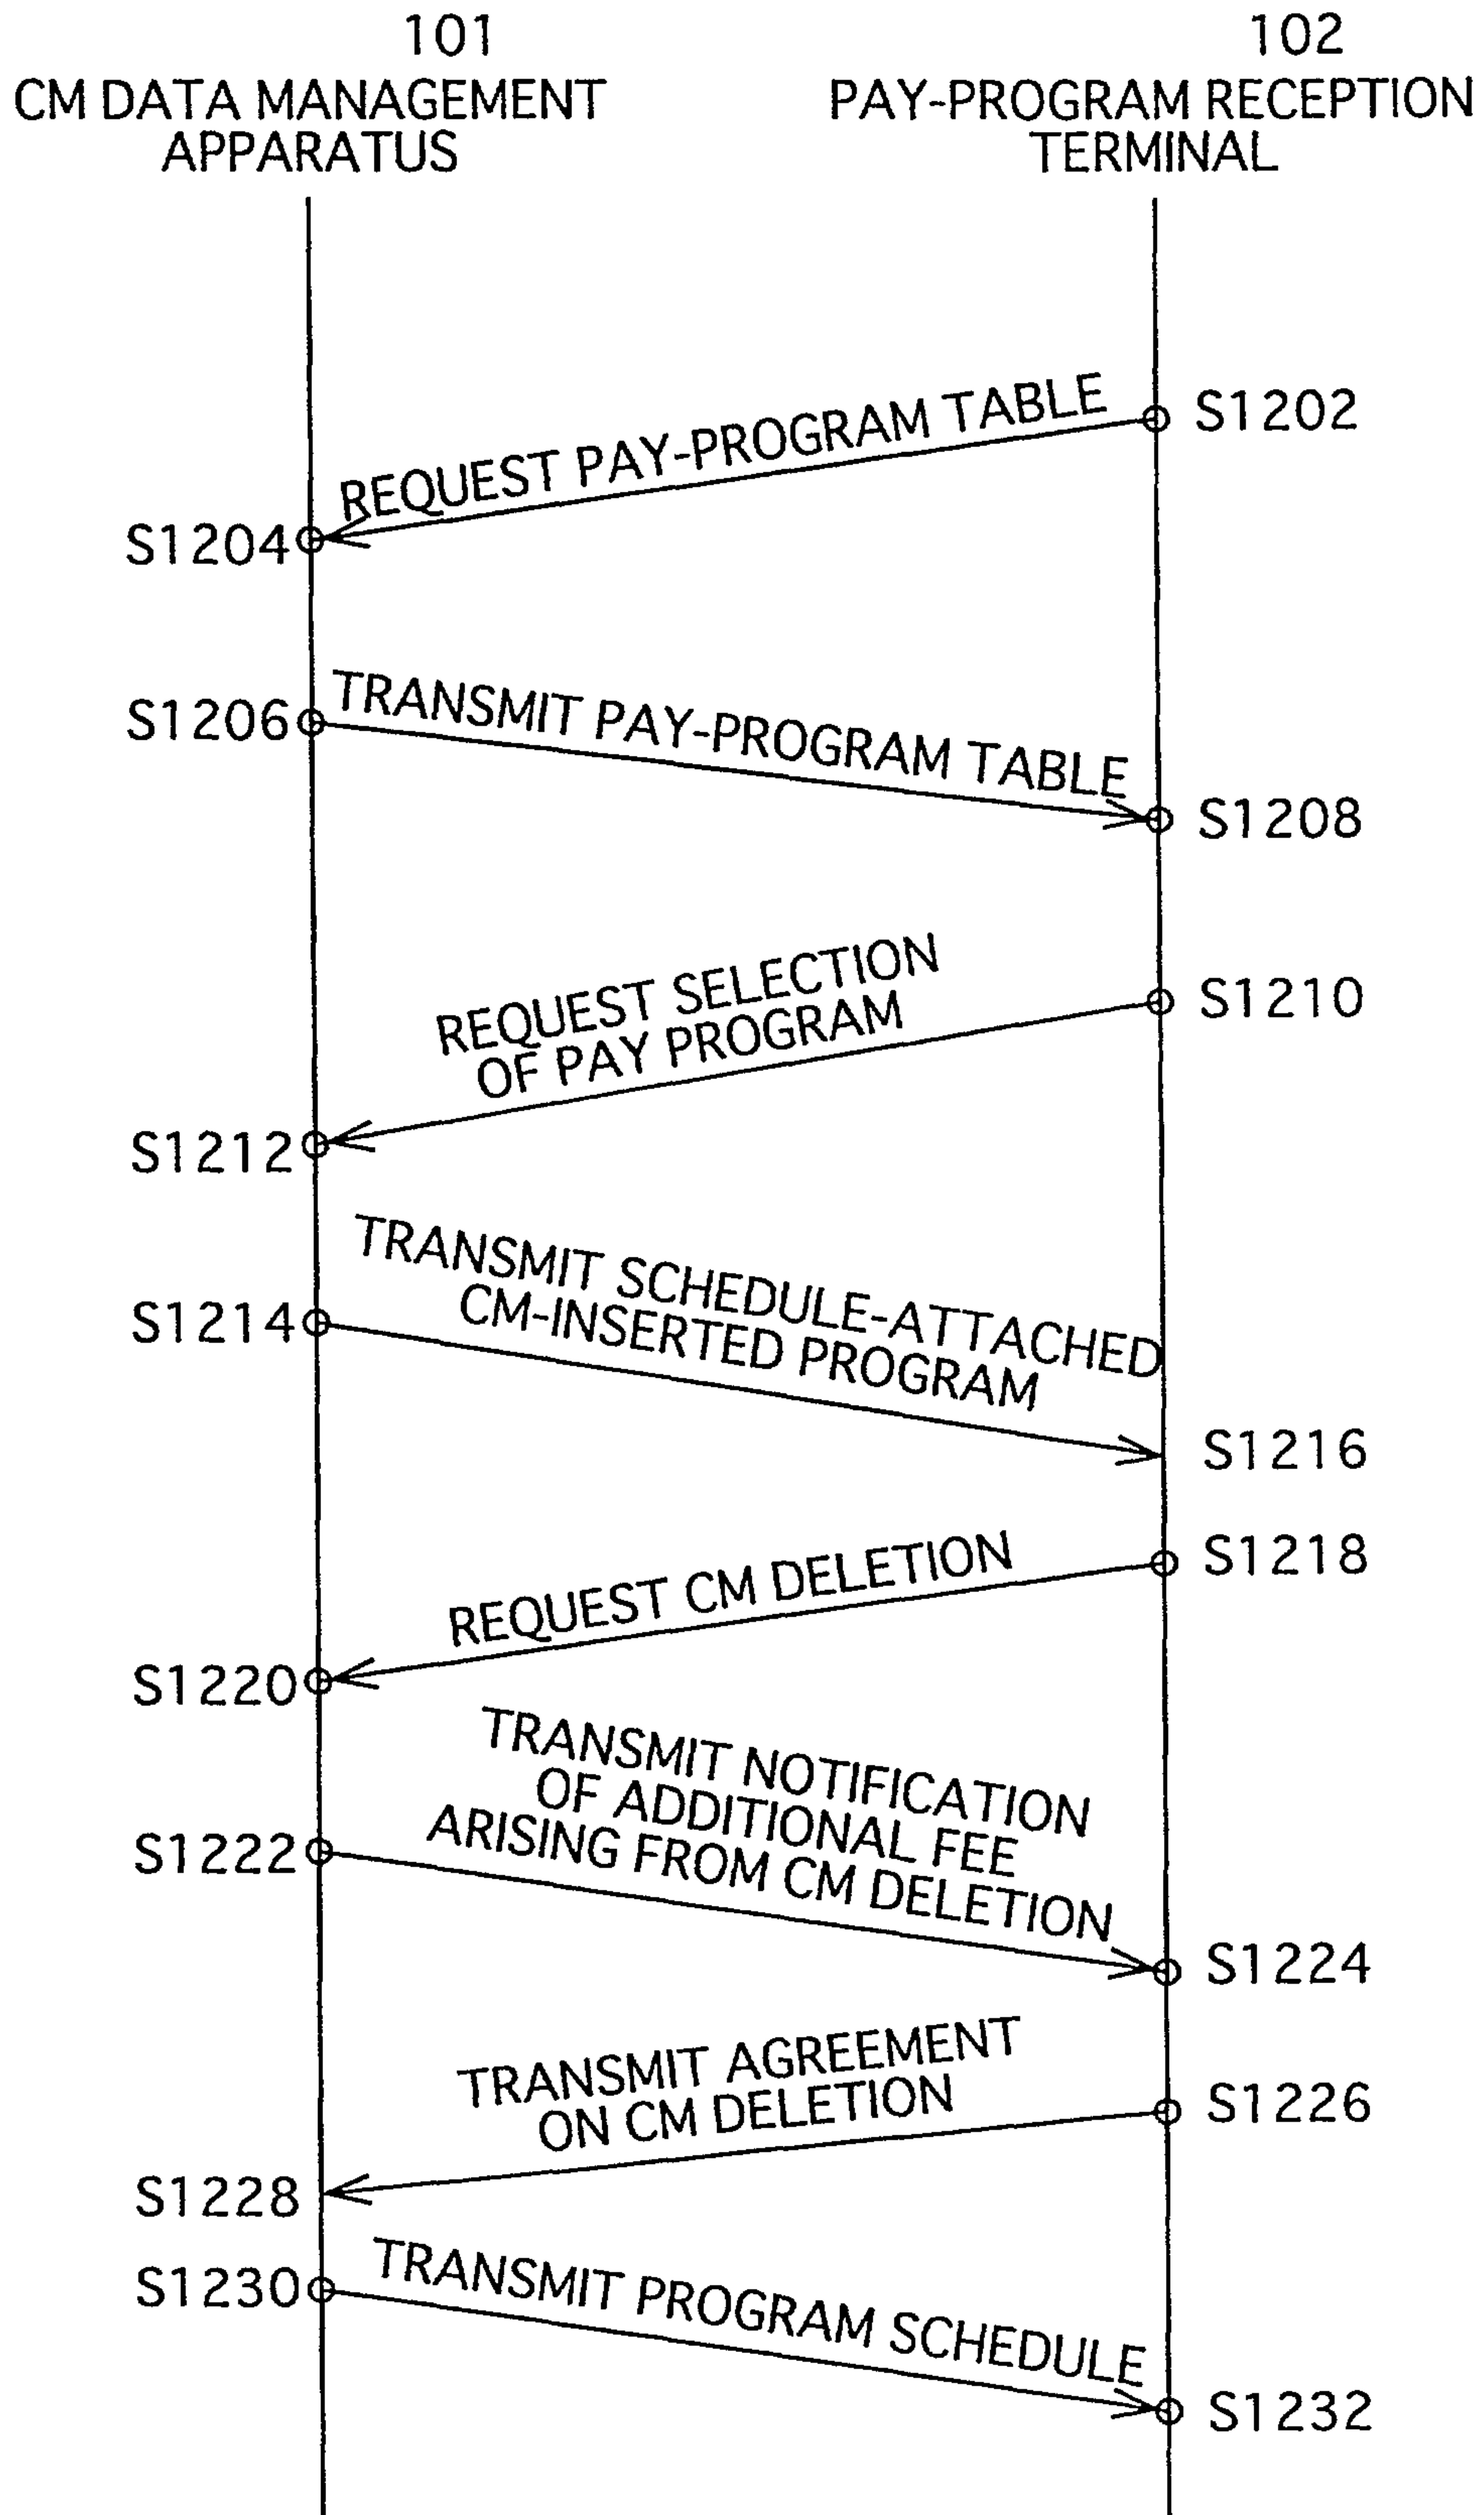 101
CM DATA MANAGEMENT
APPARATUS
102
PAY-PROGRAM RECEPTION
TERMINAL
REQUEST PAY-PROGRAM TABLE
S1202
S1204
TRANSMIT PAY-PROGRAM TABLE
S1206
S1208
REQUEST SELECTION
OF PAY PROGRAM
S1210
S1212
TRANSMIT SCHEDULE-ATTACHED
CM-INSERTED PROGRAM
S1214
S1216
REQUEST CM DELETION
S1218
S1220
TRANSMIT NOTIFICATION
OF ADDITIONAL FEE
ARISING FROM CM DELETION
S1222
S1224
TRANSMIT AGREEMENT
ON CM DELETION
S1226
S1228
TRANSMIT PROGRAM SCHEDULE
S1230
S1232